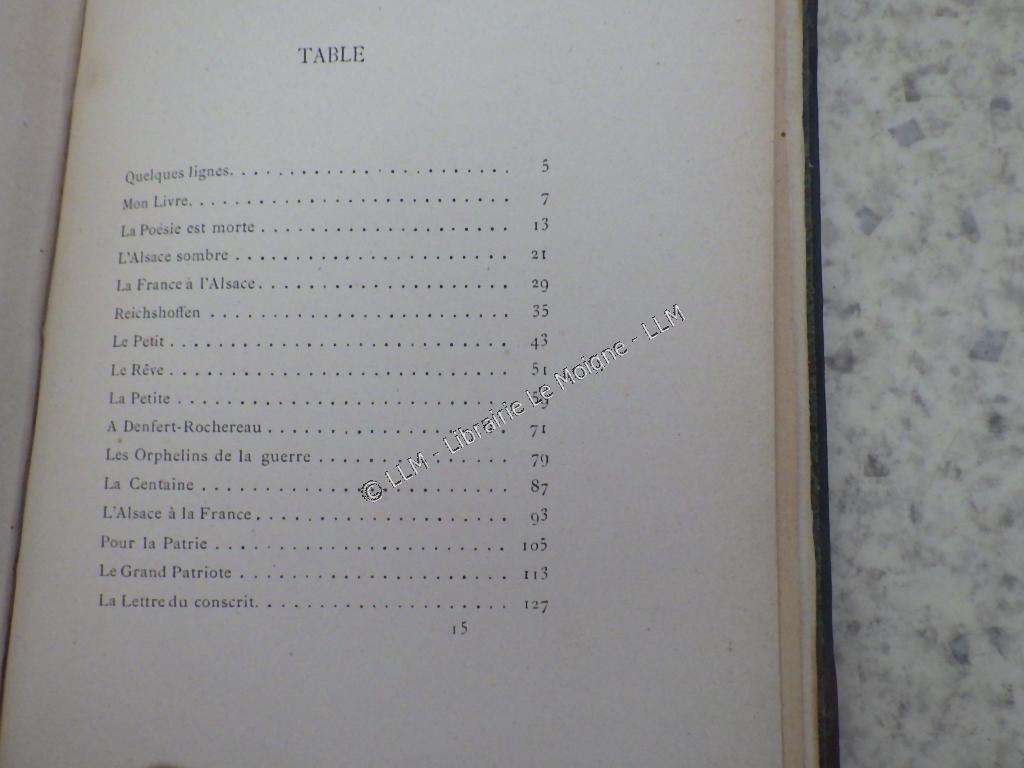 TABLE
Quelques lignes. . . . . . . . . . . . . . . . . . . . . . . 5
Mon Livre. . . . . . . . . . . . . . . . . . . . . . . . . . 7
La Poésie est morte . . . . . . . . . . . . . . . . . . . . 13
L'Alsace sombre . . . . . . . . . . . . . . . . . . . . . . 21
La France à l'Alsace. . . . . . . . . . . . . . . . . . . . 29
Reichshoffen . . . . . . . . . . . . . . . . . . . . . . . . 35
Le Petit . . . . . . . . . . . . . . . . . . . . . . . . . . 43
Le Rêve . . . . . . . . . . . . . . . . . . . . . . . . . . 51
La Petite . . . . . . . . . . . . . . . . . . . . . . . . .
A Denfert-Rochereau . . . . . . . . . . . . . . . . . . . . 71
Les Orphelins de la guerre . . . . . . . . . . . . . . . . 79
La Centaine . . . . . . . . . . . . . . . . . . . . . . . . 87
L'Alsace à la France . . . . . . . . . . . . . . . . . . . . 93
Pour la Patrie . . . . . . . . . . . . . . . . . . . . . . . 105
Le Grand Patriote . . . . . . . . . . . . . . . . . . . . . 113
La Lettre du conscrit. . . . . . . . . . . . . . . . . . . . 127
15
© LLM - Librairie Le Moigne - LLM